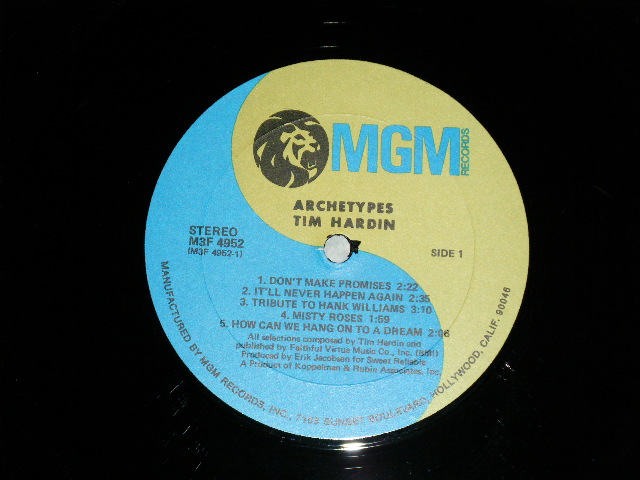 MGM
RECORDS
ARCHETYPES
TIM HARDIN
STEREO
M3F 4952
(M3F 4952-1)
SIDE 1
1. DON'T MAKE PROMISES 2:22
2. IT'LL NEVER HAPPEN AGAIN 2:35
3. TRIBUTE TO HANK WILLIAMS 3:10
4. MISTY ROSES 1:59
5. HOW CAN WE HANG ON TO A DREAM 2:06
All selections composed by Tim Hardin and
published by Faithful Virtue Music Co., Inc. (BMI)
Produced by Erik Jacobsen for Sweet Reliable
A Product of Koppelman & Rubin Associates, Inc.
MANUFACTURED BY MGM RECORDS, INC., SUNSET BOULEVARD, HOLLYWOOD, CALIF. 90046